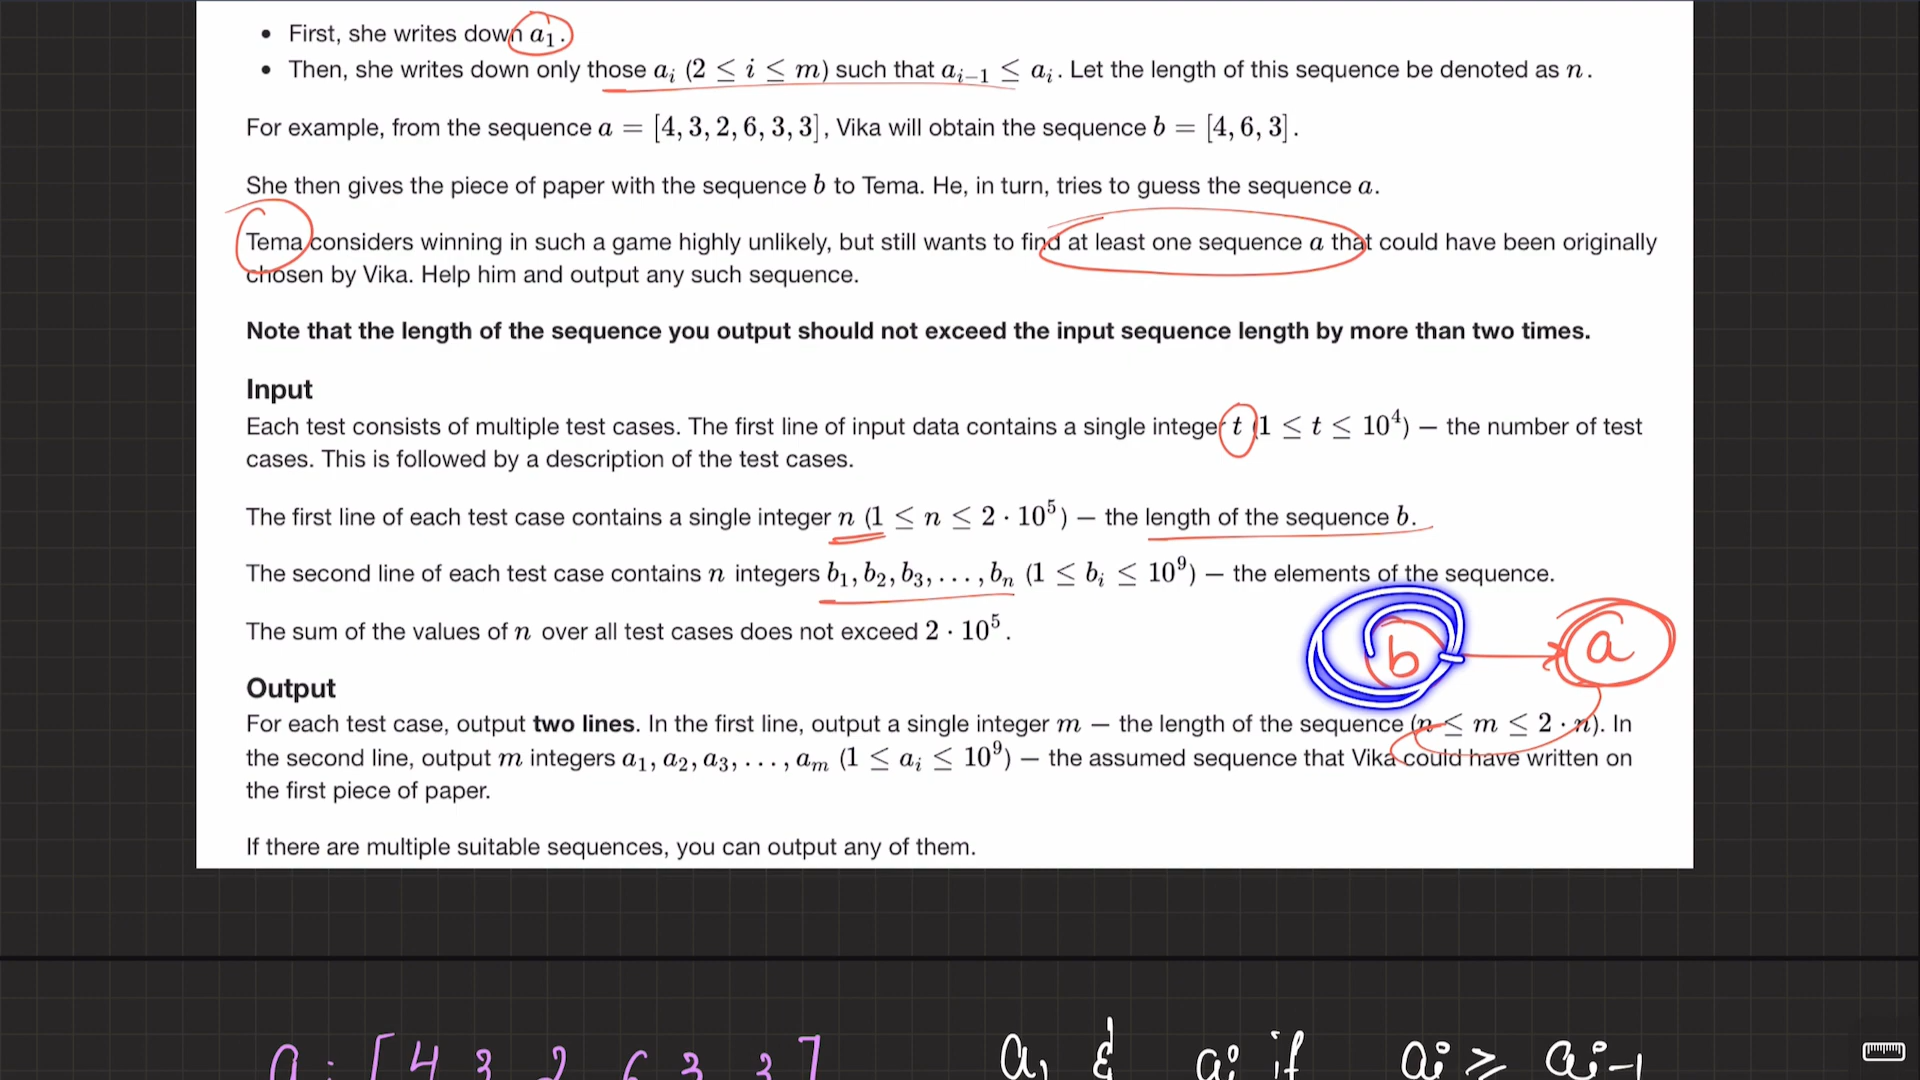 • First, she writes down a₁.
• Then, she writes down only those aᵢ (2 ≤ i ≤ m) such that aᵢ₋₁ ≤ aᵢ. Let the length of this sequence be denoted as n.
For example, from the sequence a = [4, 3, 2, 6, 3, 3], Vika will obtain the sequence b = [4, 6, 3].
She then gives the piece of paper with the sequence b to Tema. He, in turn, tries to guess the sequence a.
Tema considers winning in such a game highly unlikely, but still wants to find at least one sequence a that could have been originally
chosen by Vika. Help him and output any such sequence.
Note that the length of the sequence you output should not exceed the input sequence length by more than two times.
Input
Each test consists of multiple test cases. The first line of input data contains a single integer t (1 ≤ t ≤ 10⁴) — the number of test
cases. This is followed by a description of the test cases.
The first line of each test case contains a single integer n (1 ≤ n ≤ 2 · 10⁵) — the length of the sequence b.
The second line of each test case contains n integers b₁, b₂, b₃, …, bₙ (1 ≤ bᵢ ≤ 10⁹) — the elements of the sequence.
The sum of the values of n over all test cases does not exceed 2 · 10⁵.
b a
Output
For each test case, output two lines. In the first line, output a single integer m — the length of the sequence (n ≤ m ≤ 2 · n). In
the second line, output m integers a₁, a₂, a₃, …, aₘ (1 ≤ aᵢ ≤ 10⁹) — the assumed sequence that Vika could have written on
the first piece of paper.
If there are multiple suitable sequences, you can output any of them.
a : [ 4 3 2 6 3 3 ] a₁ & aᵢ if aᵢ ≥ aᵢ₋₁